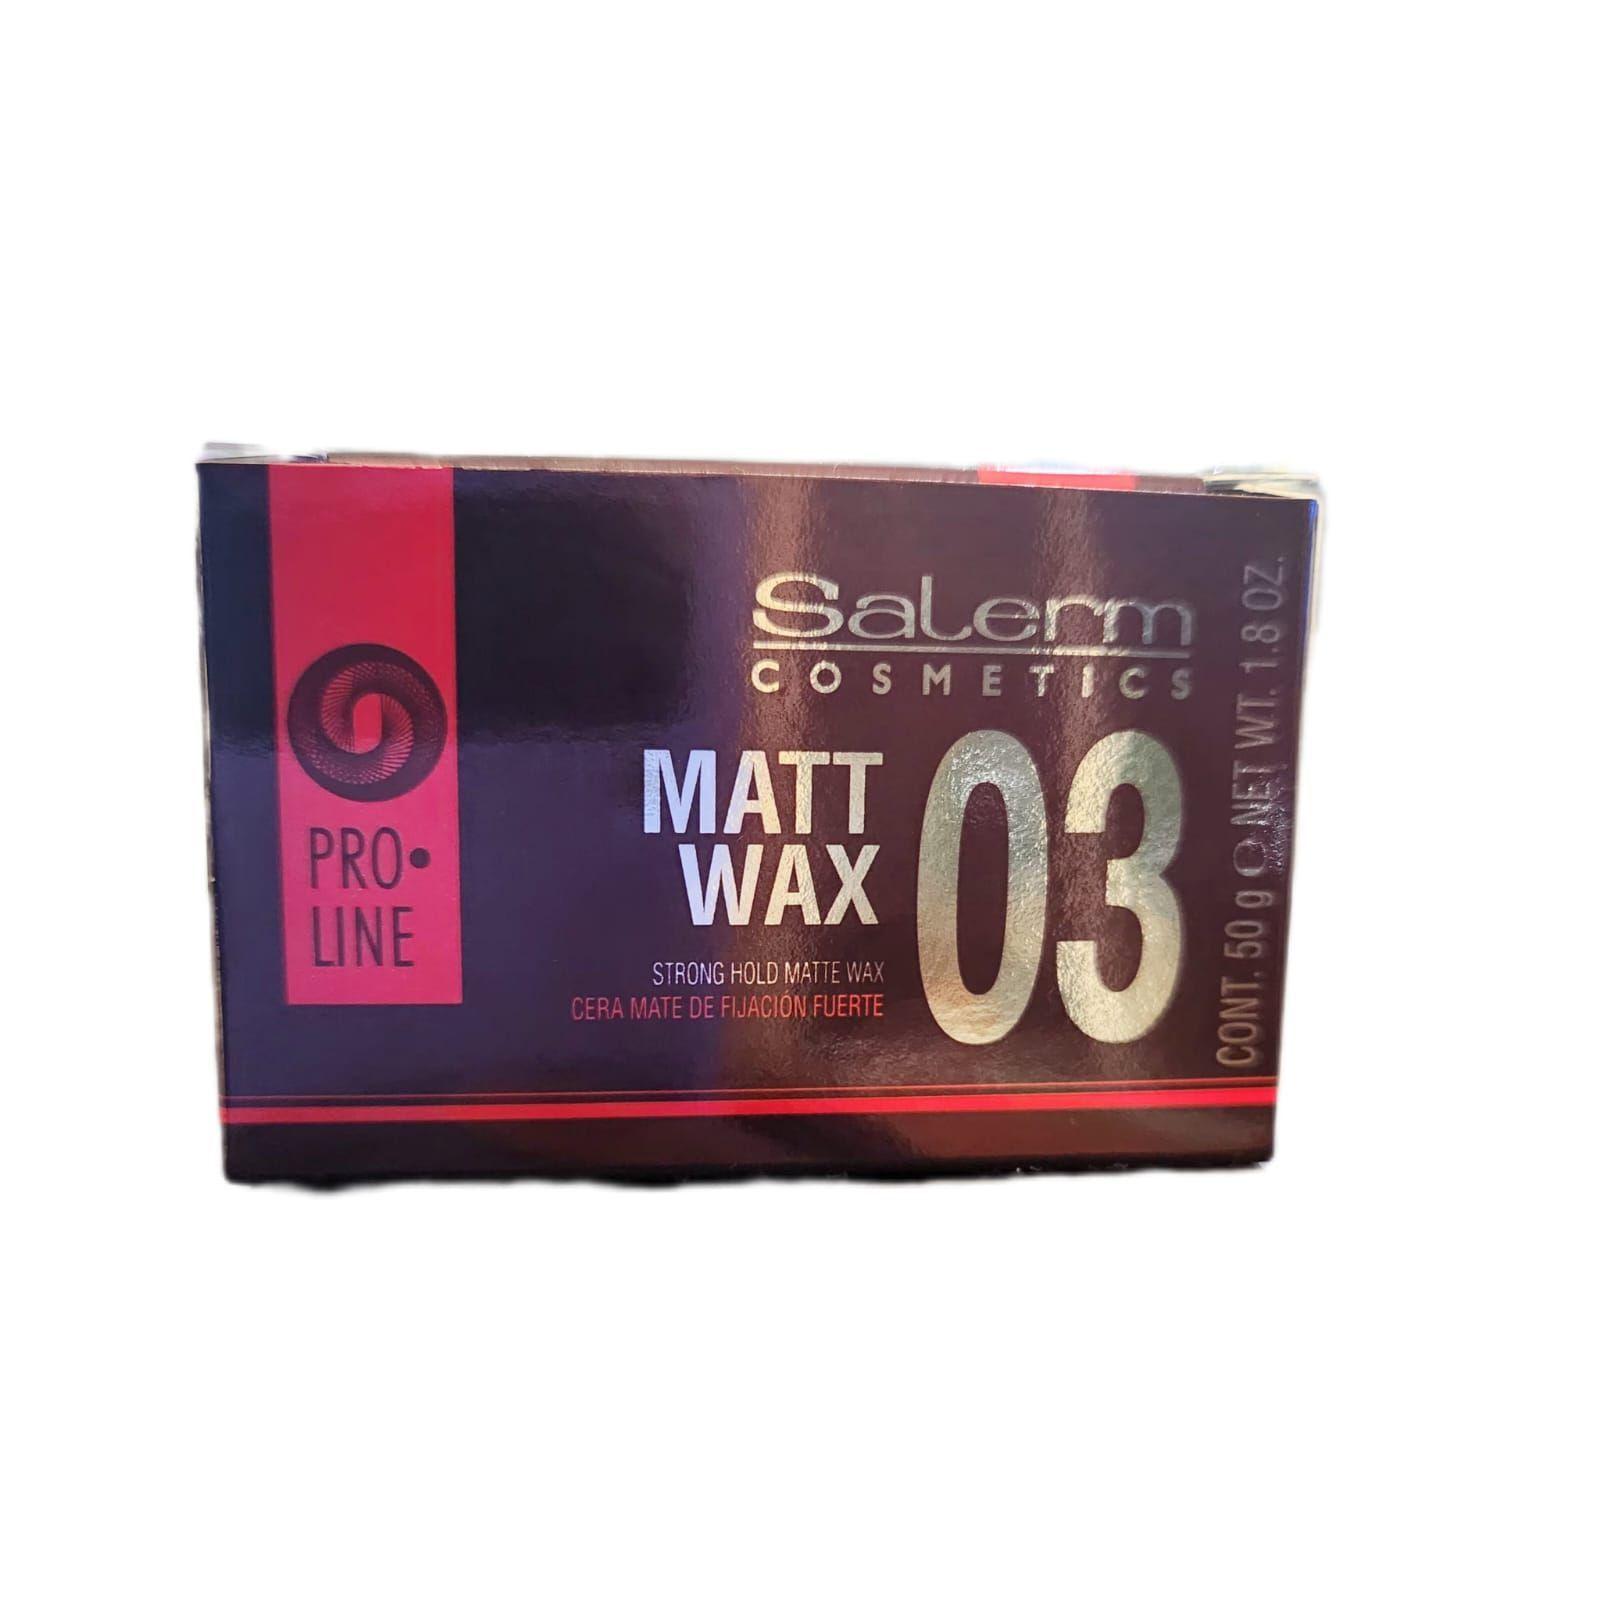 PRO•
LINE
Salerm
COSMETICS
MATT
WAX
03
STRONG HOLD MATTE WAX
CERA MATE DE FIJACIÓN FUERTE
CONT. 50 g ℮ NET WT. 1.8 OZ.